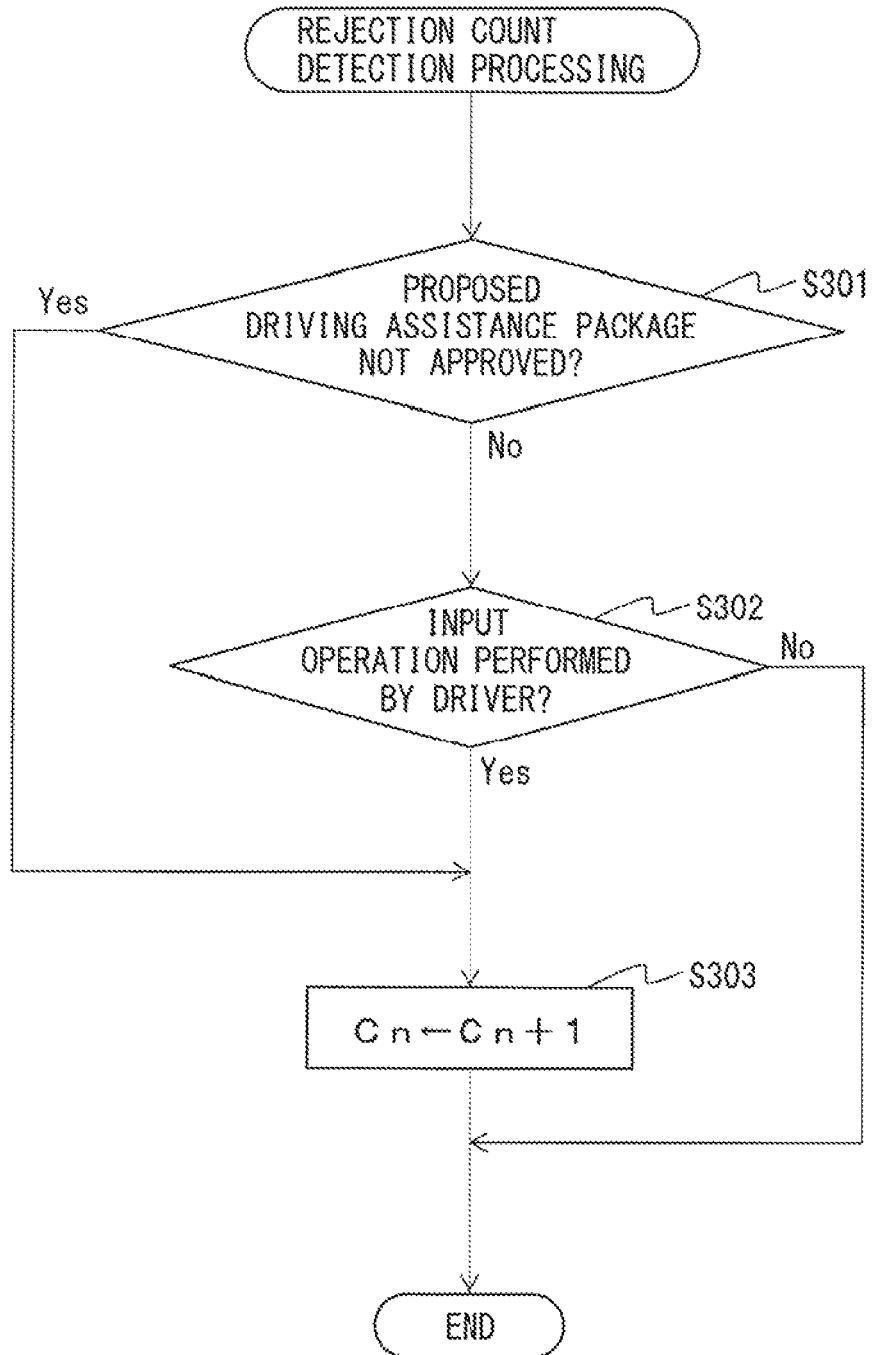 REJECTION COUNT
DETECTION PROCESSING
S301
Yes
PROPOSED
DRIVING ASSISTANCE PACKAGE
NOT APPROVED?
No
S302
INPUT
OPERATION PERFORMED
BY DRIVER?
No
Yes
S303
Cn←Cn+1
END